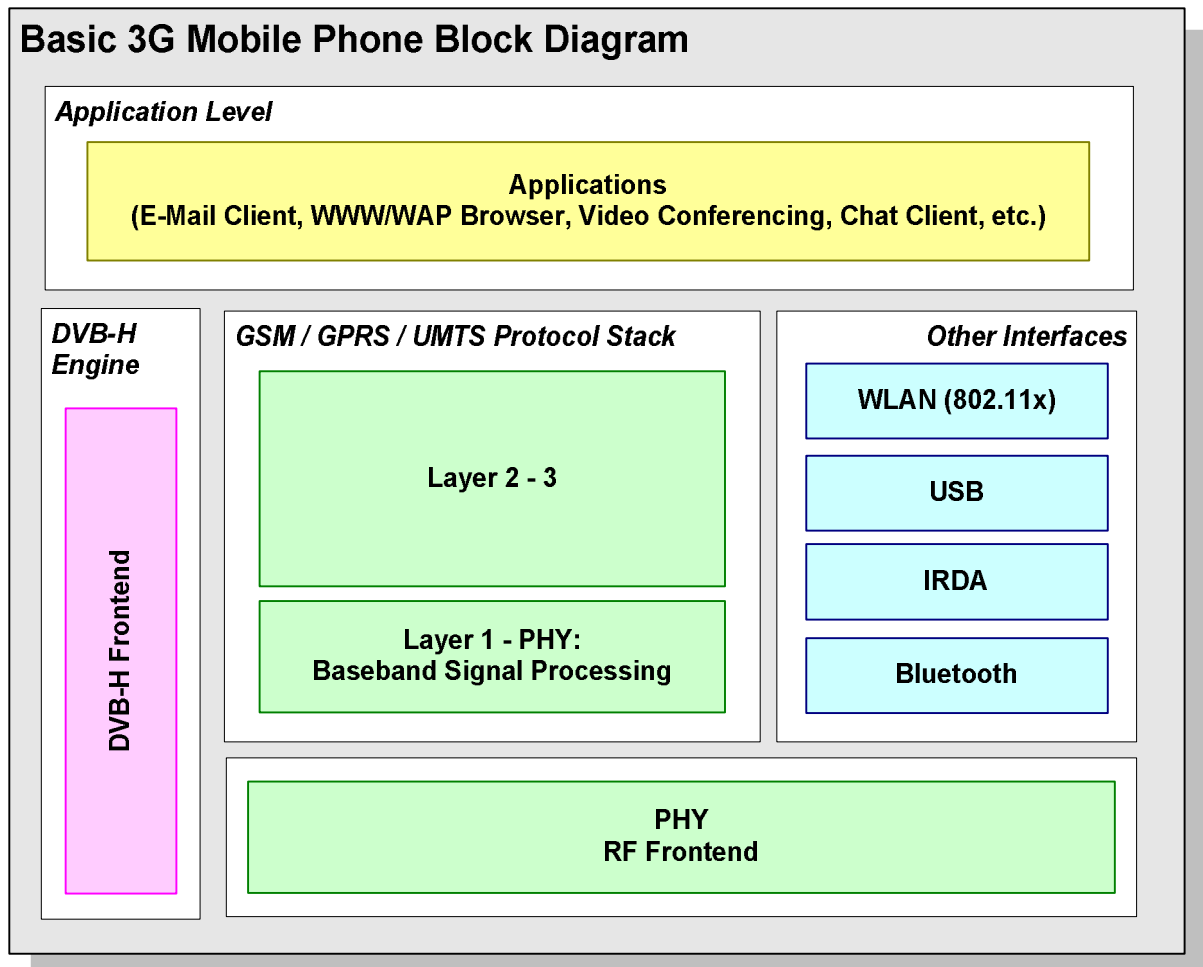 Basic 3G Mobile Phone Block Diagram
Application Level
Applications
(E-Mail Client, WWW/WAP Browser, Video Conferencing, Chat Client, etc.)
DVB-H
Engine
DVB-H Frontend
GSM / GPRS / UMTS Protocol Stack
Layer 2 - 3
Layer 1 - PHY:
Baseband Signal Processing
Other Interfaces
WLAN (802.11x)
USB
IRDA
Bluetooth
PHY
RF Frontend